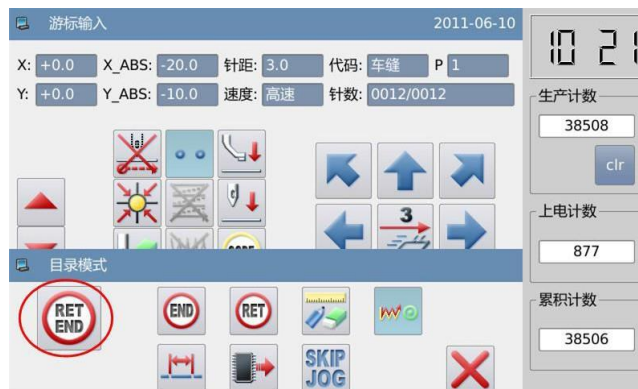 游标输入 2011-06-10
10 21
X: +0.0 X_ABS: -20.0 针距: 3.0 代码: 车缝 P 1
Y: +0.0 Y_ABS: -10.0 速度: 高速 针数: 0012/0012
生产计数
38508
clr
上电计数
3
877
目录模式
累积计数
RET
END
END
RET
38506
SKIP
JOG